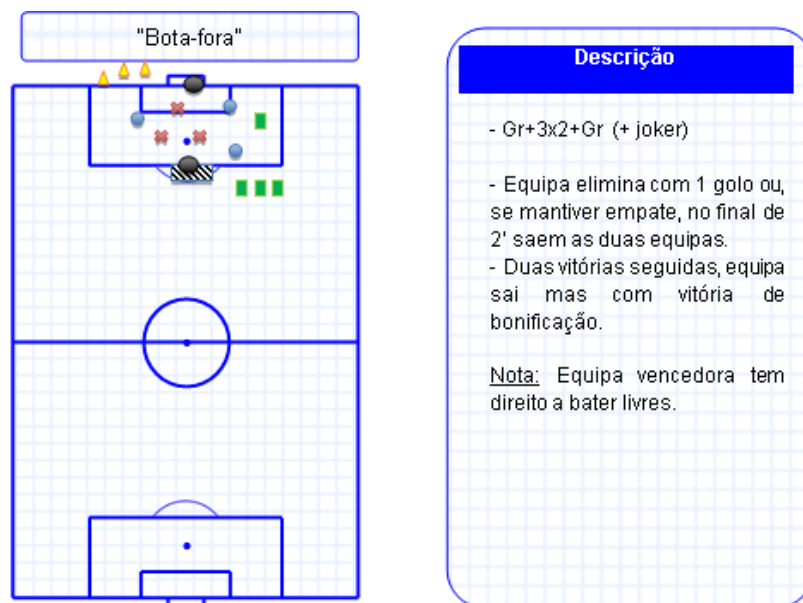 "Bota-fora"
Descrição
- Gr+3x2+Gr (+ joker)
- Equipa elimina com 1 golo ou,
se mantiver empate, no final de
2' saem as duas equipas.
- Duas vitórias seguidas, equipa
sai mas com vitória de
bonificação.
Nota: Equipa vencedora tem
direito a bater livres.